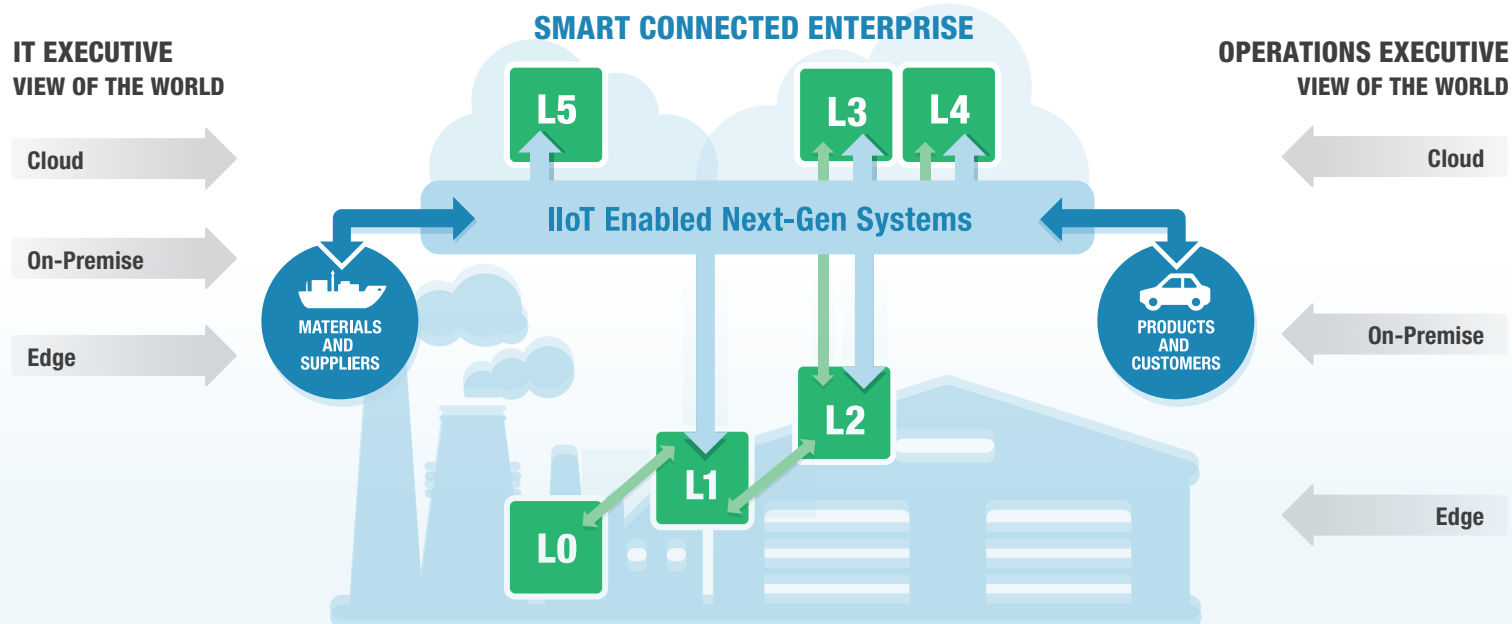 SMART CONNECTED ENTERPRISE
IT EXECUTIVE
VIEW OF THE WORLD
Cloud
On-Premise
Edge
OPERATIONS EXECUTIVE
VIEW OF THE WORLD
Cloud
On-Premise
Edge
L5
L3
L4
IIoT Enabled Next-Gen Systems
MATERIALS
AND
SUPPLIERS
PRODUCTS
AND
CUSTOMERS
L2
L1
L0